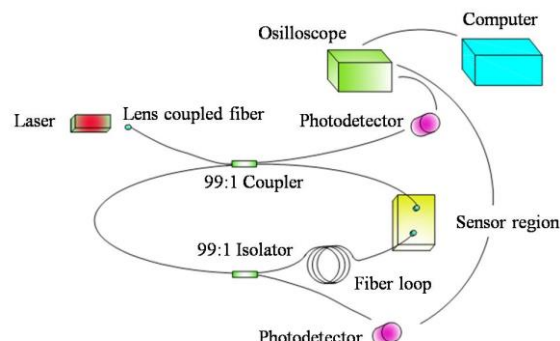 Computer
Osilloscope
Lens coupled fiber
Laser
Photodetector
99:1 Coupler
Sensor region
99:1 Isolator
Fiber loop
Photodetector